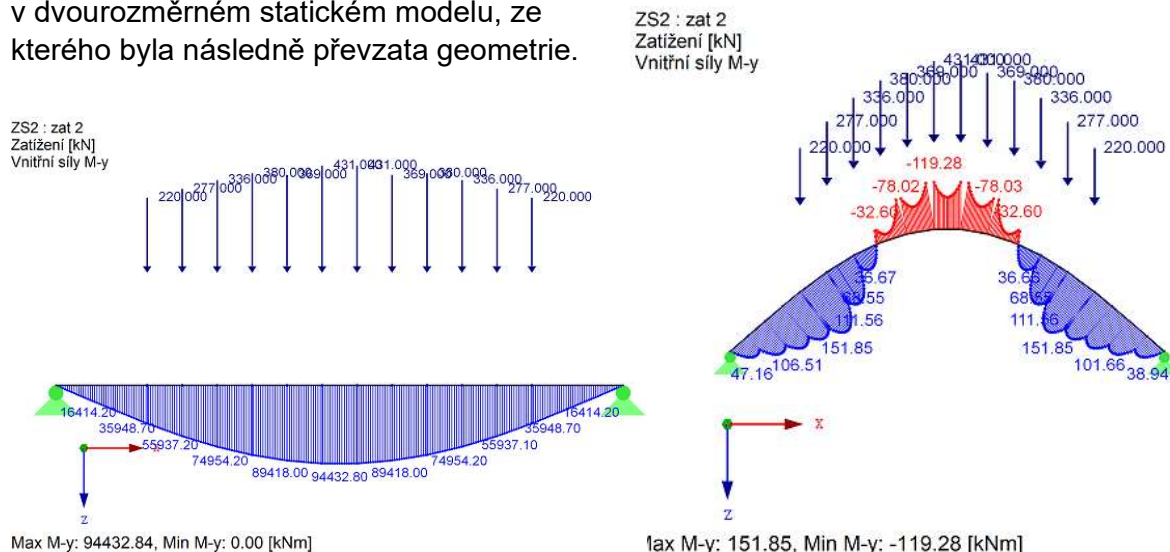 v dvourozměrném statickém modelu, ze
kterého byla následně převzata geometrie.
ZS2 : zat 2
Zatížení [kN]
Vnitřní síly M-y
220.000 277.000 336.000 380.000 369.000 431.000 431.000 369.000 380.000 336.000 277.000 220.000
16414.20 16414.20
35948.70 35948.70
55937.20 55937.10
74954.20 74954.20
89418.00 94432.80 89418.00
x
z
Max M-y: 94432.84, Min M-y: 0.00 [kNm]
ZS2 : zat 2
Zatížení [kN]
Vnitřní síly M-y
431.000 431.000
380.000 369.000 369.000 380.000
336.000 336.000
277.000 277.000
220.000 220.000
-119.28
-78.02 -78.03
-32.60 -32.60
36.67 36.65
68.55 68.55
111.56 111.56
151.85 151.85
106.51 101.66
47.16 38.94
x
z
Max M-y: 151.85, Min M-y: -119.28 [kNm]